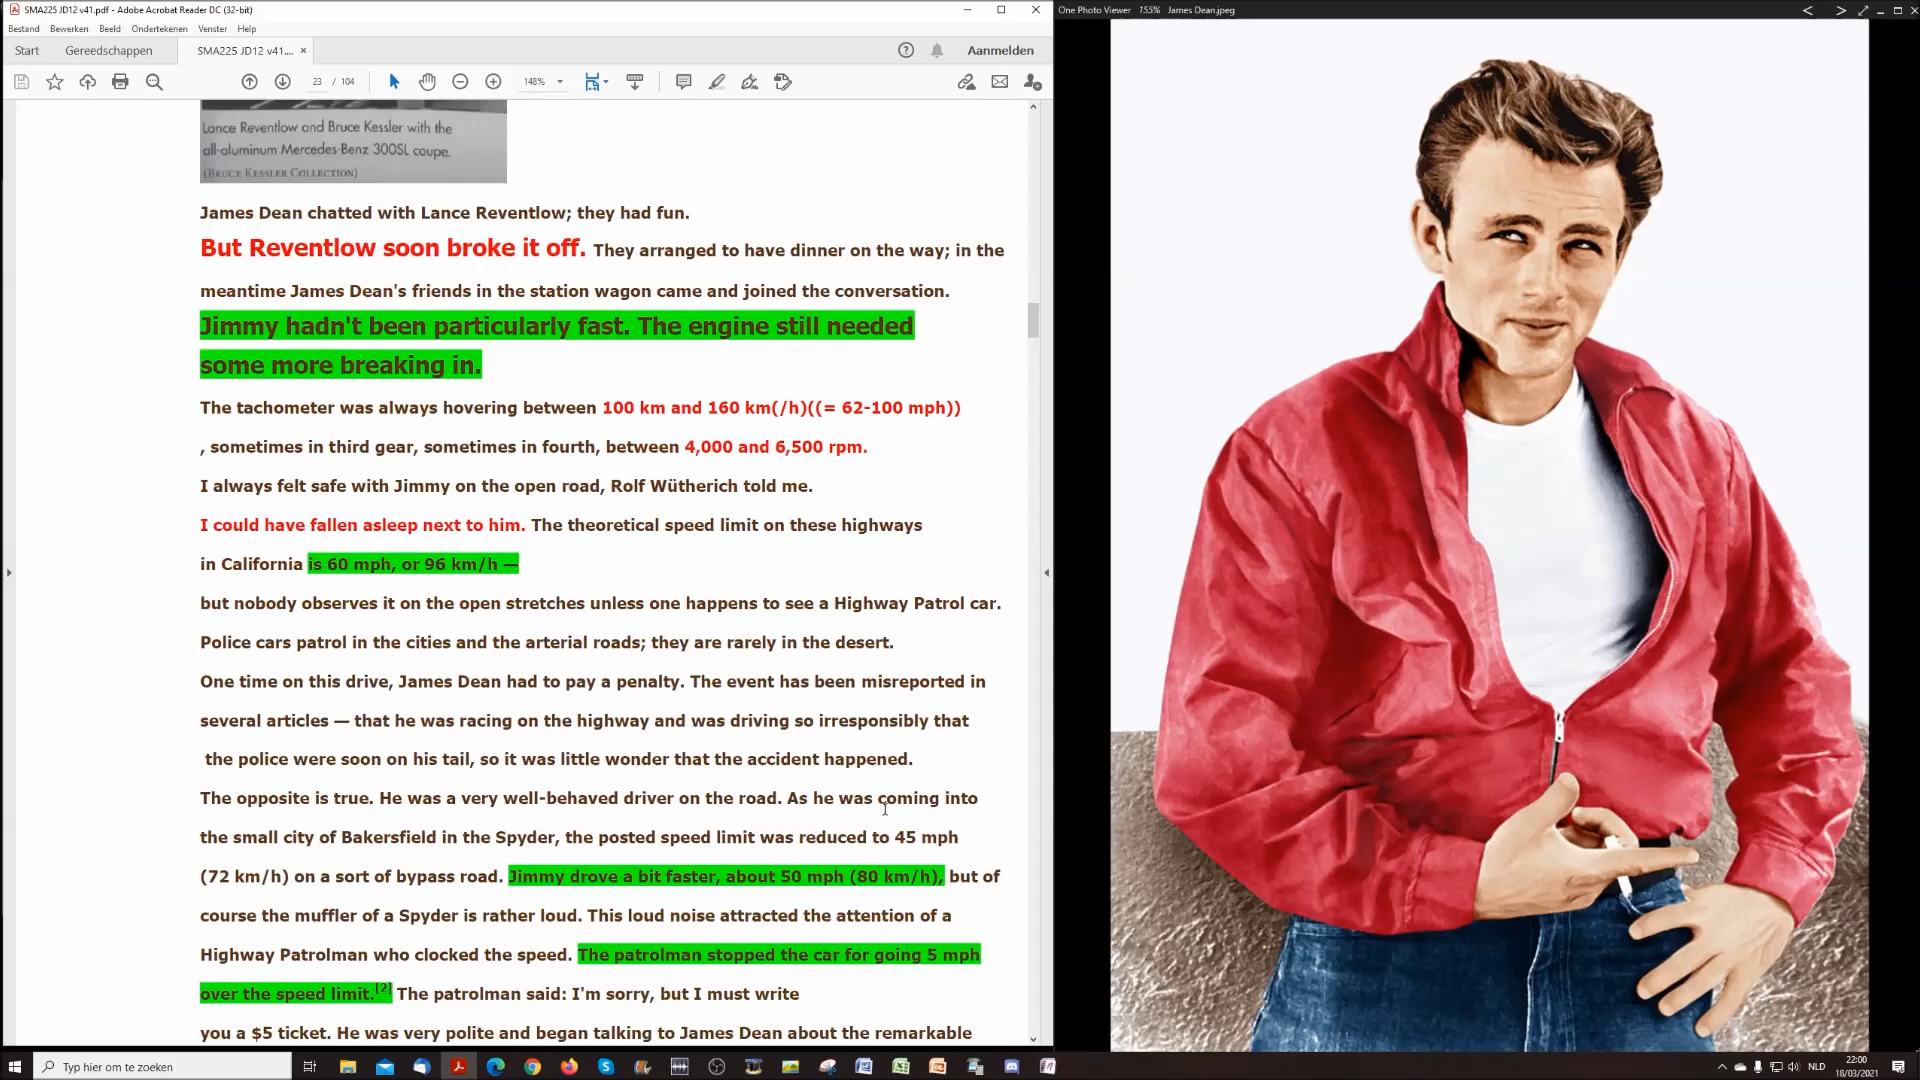 SMA225 JD12 v41.pdf - Adobe Acrobat Reader DC (32-bit)
One Photo Viewer 155% James Dean.jpeg
Bestand Bewerken Beeld Ondertekenen Venster Help
Start Gereedschappen SMA225 JD12 v41.... × Aanmelden
23 / 104 148%
Lance Reventlow and Bruce Kessler with the
all-aluminum Mercedes-Benz 300SL coupe.
(BRUCE KESSLER COLLECTION)
James Dean chatted with Lance Reventlow; they had fun.
But Reventlow soon broke it off. They arranged to have dinner on the way; in the
meantime James Dean's friends in the station wagon came and joined the conversation.
Jimmy hadn't been particularly fast. The engine still needed
some more breaking in.
The tachometer was always hovering between 100 km and 160 km(/h)((= 62-100 mph))
, sometimes in third gear, sometimes in fourth, between 4,000 and 6,500 rpm.
I always felt safe with Jimmy on the open road, Rolf Wütherich told me.
I could have fallen asleep next to him. The theoretical speed limit on these highways
in California is 60 mph, or 96 km/h —
but nobody observes it on the open stretches unless one happens to see a Highway Patrol car.
Police cars patrol in the cities and the arterial roads; they are rarely in the desert.
One time on this drive, James Dean had to pay a penalty. The event has been misreported in
several articles — that he was racing on the highway and was driving so irresponsibly that
the police were soon on his tail, so it was little wonder that the accident happened.
The opposite is true. He was a very well-behaved driver on the road. As he was coming into
the small city of Bakersfield in the Spyder, the posted speed limit was reduced to 45 mph
(72 km/h) on a sort of bypass road. Jimmy drove a bit faster, about 50 mph (80 km/h), but of
course the muffler of a Spyder is rather loud. This loud noise attracted the attention of a
Highway Patrolman who clocked the speed. The patrolman stopped the car for going 5 mph
over the speed limit.[2] The patrolman said: I'm sorry, but I must write
you a $5 ticket. He was very polite and began talking to James Dean about the remarkable
Typ hier om te zoeken
NLD
22:00
18/03/2021